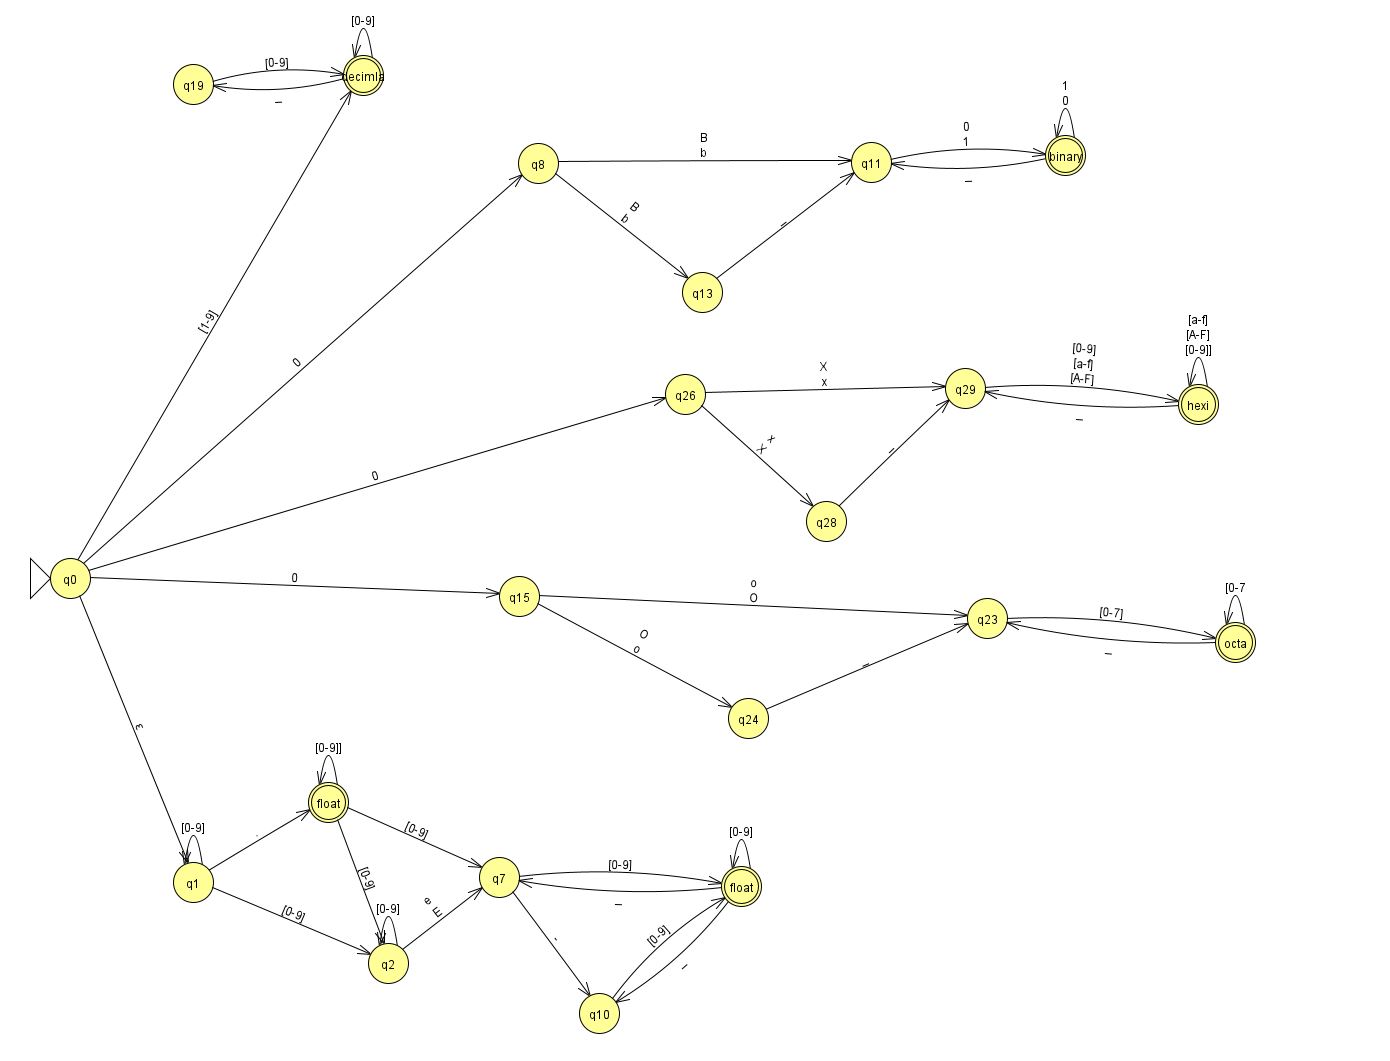 [0-9]
[0-9]
decimla
q19
_
1
0
B
b
0
1
binary
q8
q11
_
B
b
_
q13
[1-9]
0
[a-f]
[A-F]
[0-9]]
[0-9]
[a-f]
[A-F]
X
x
q26
q29
hexi
_
x
X
_
q28
0
q0
0
q15
o
O
[0-7
[0-7]
q23
octa
_
O
o
_
q24
ε
[0-9]]
float
[0-9]
q1
.
[0-9]
[0-9]
[0-9]
[0-9]
q7
[0-9]
float
_
[0-9]
e
E
q2
-
[0-9]
_
q10